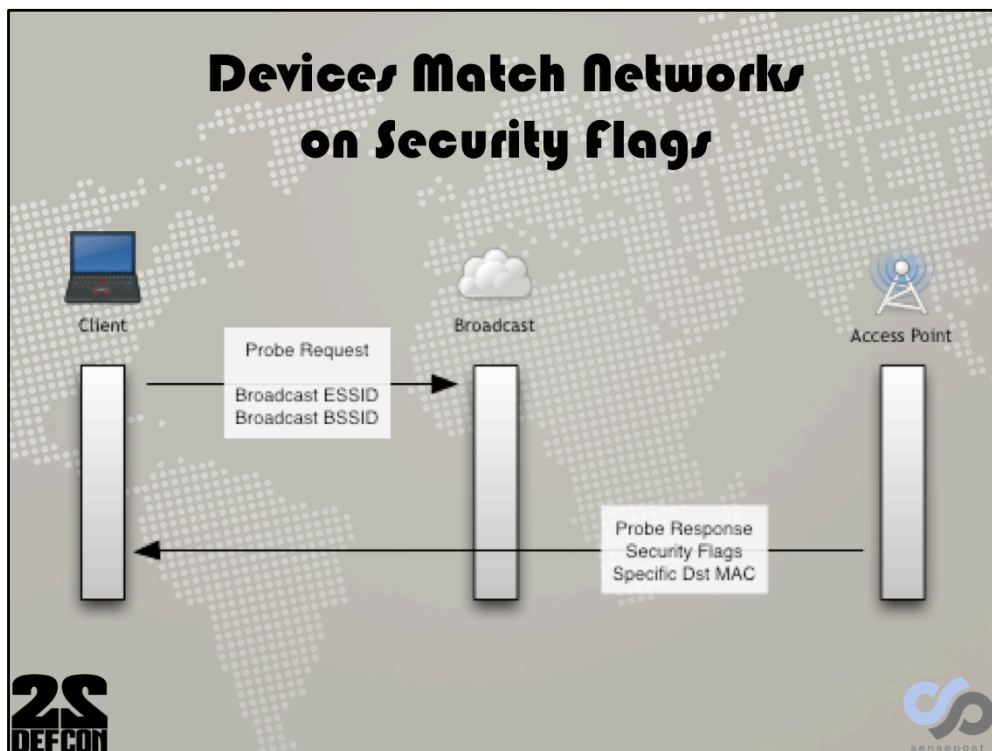 Devices Match Networks
on Security Flags
Client
Broadcast
Access Point
Probe Request
Broadcast ESSID
Broadcast BSSID
Probe Response
Security Flags
Specific Dst MAC
22
DEFCON
sensepost